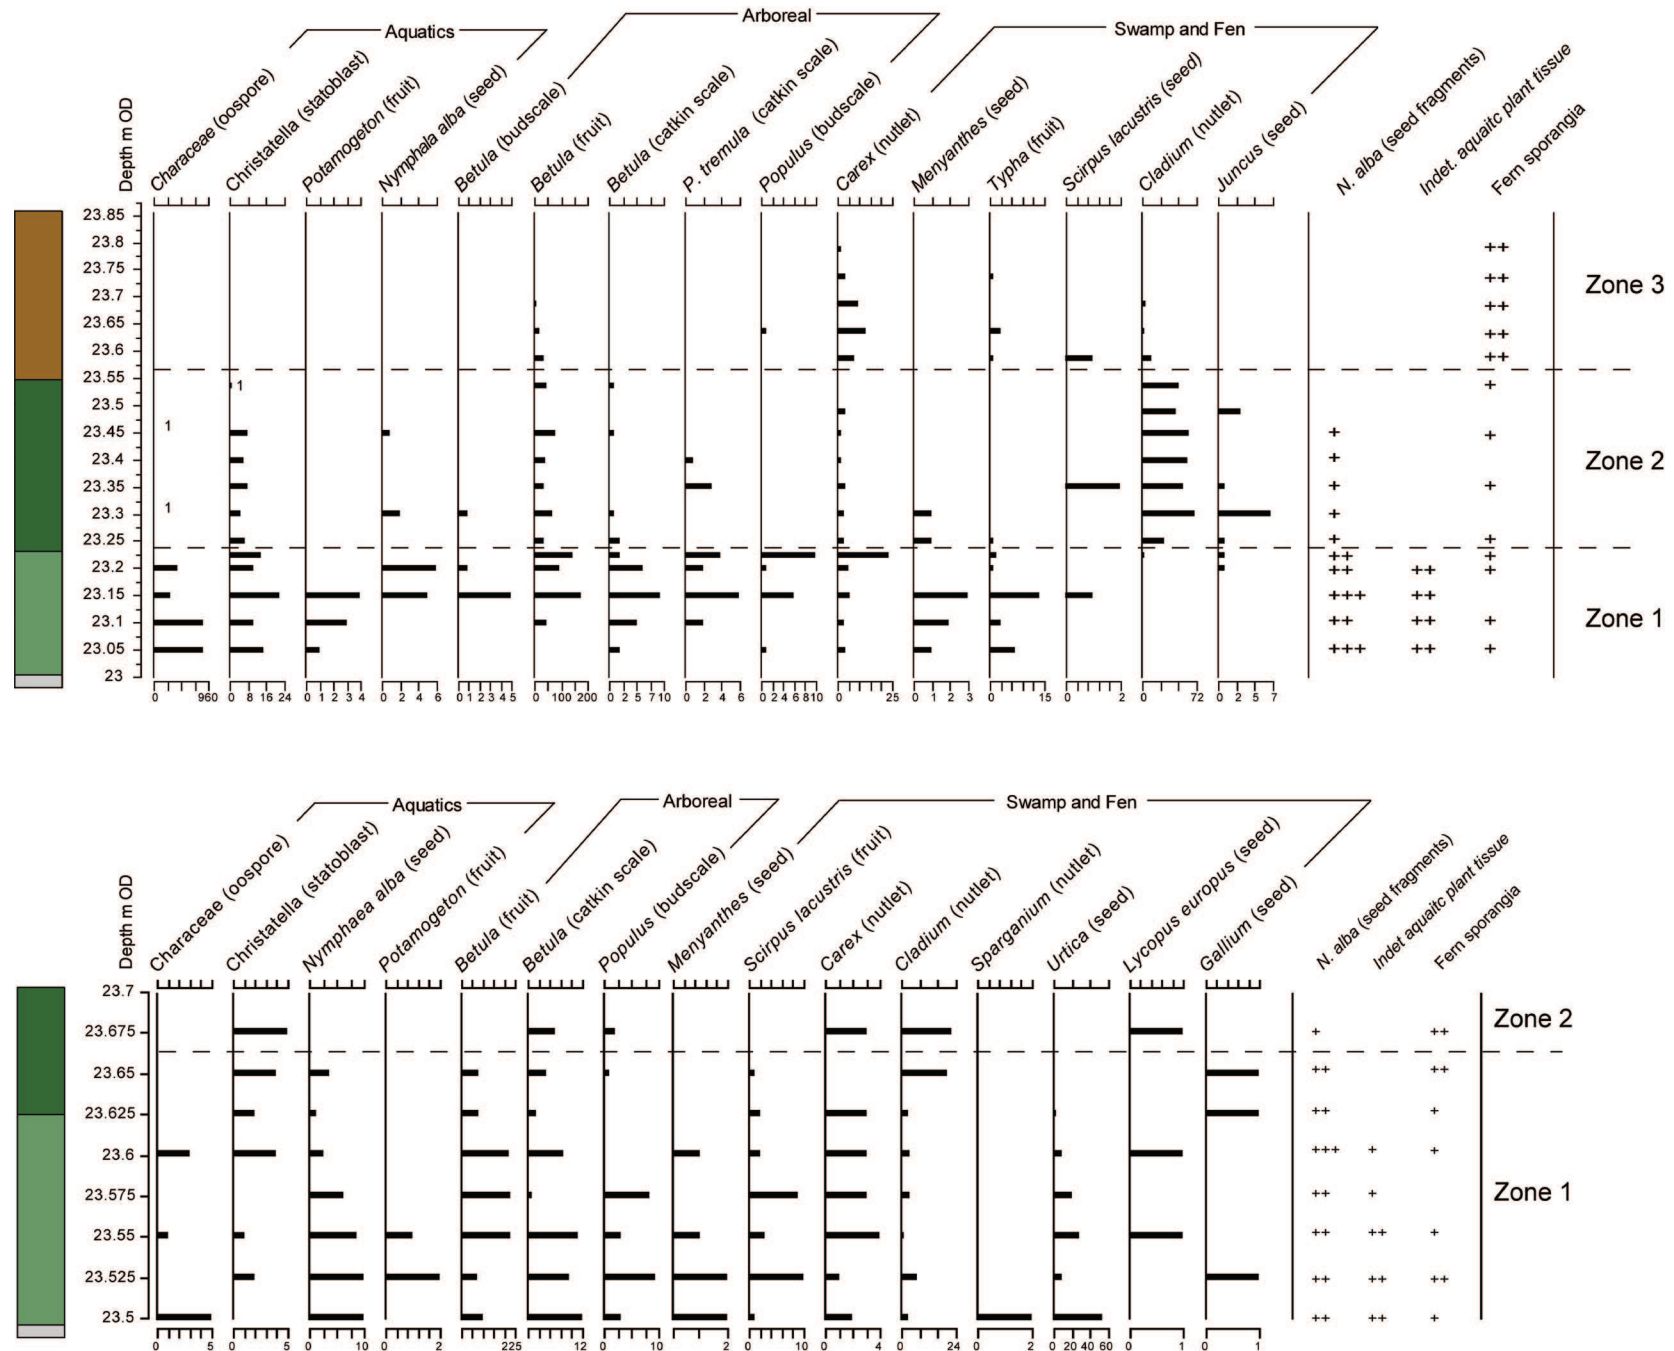 Aquatics
Arboreal
Swamp and Fen
Depth m OD
Characeae (oospore)
Christatella (statoblast)
Potamogeton (fruit)
Nymphala alba (seed)
Betula (budscale)
Betula (fruit)
Betula (catkin scale)
P. tremula (catkin scale)
Populus (budscale)
Carex (nutlet)
Menyanthes (seed)
Typha (fruit)
Scirpus lacustris (seed)
Cladium (nutlet)
Juncus (seed)
N. alba (seed fragments)
Indet. aquaitc plant tissue
Fern sporangia
23.85
23.8 ++
23.75 ++
23.7 ++
23.65 ++
23.6 ++
Zone 3
23.55 1 +
23.5
23.45 1 + +
23.4 +
23.35 + +
23.3 1 +
23.25 + +
Zone 2
++ +
23.2 ++ ++ +
23.15 +++ ++
23.1 ++ ++ +
23.05 +++ ++ +
23
Zone 1
0 960 0 8 16 24 0 1 2 3 4 0 2 4 6 0 1 2 3 4 5 0 100 200 0 2 5 7 10 0 2 4 6 0 2 4 6 8 10 0 25 0 1 2 3 0 15 0 2 0 72 0 2 5 7
Aquatics
Arboreal
Swamp and Fen
Depth m OD
Characeae (oospore)
Christatella (statoblast)
Nymphaea alba (seed)
Potamogeton (fruit)
Betula (fruit)
Betula (catkin scale)
Populus (budscale)
Menyanthes (seed)
Scirpus lacustris (fruit)
Carex (nutlet)
Cladium (nutlet)
Sparganium (nutlet)
Urtica (seed)
Lycopus europus (seed)
Gallium (seed)
N. alba (seed fragments)
Indet aquaitc plant tissue
Fern sporangia
23.7
23.675 + ++
Zone 2
23.65 ++ ++
23.625 ++ +
23.6 +++ + +
23.575 ++ +
23.55 ++ ++ +
23.525 ++ ++ ++
23.5 ++ ++ +
Zone 1
0 5 0 5 0 10 0 2 0 225 0 12 0 10 0 2 0 10 0 4 0 24 0 2 0 20 40 60 0 1 0 1